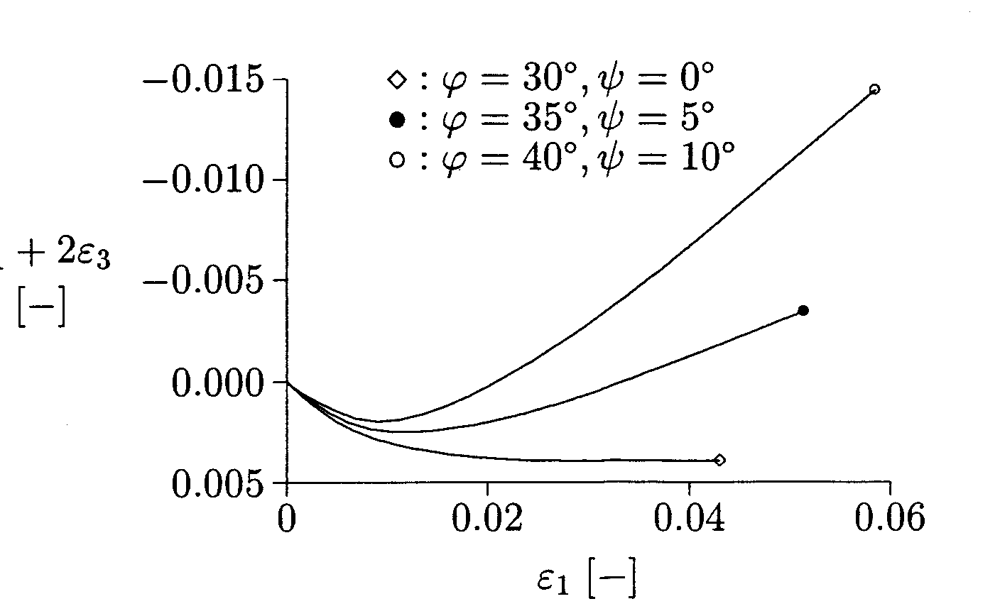 −0.015
◇ : φ = 30°, ψ = 0°
● : φ = 35°, ψ = 5°
○ : φ = 40°, ψ = 10°
−0.010
+ 2ε₃
[−]
−0.005
0.000
0.005
0
0.02
0.04
0.06
ε₁ [−]